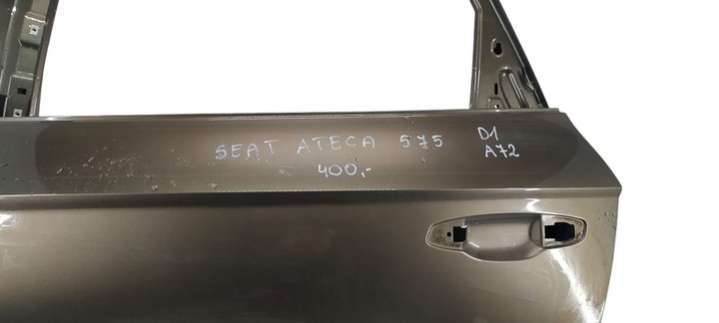 SEAT ATECA 575
400,-
D1
A72